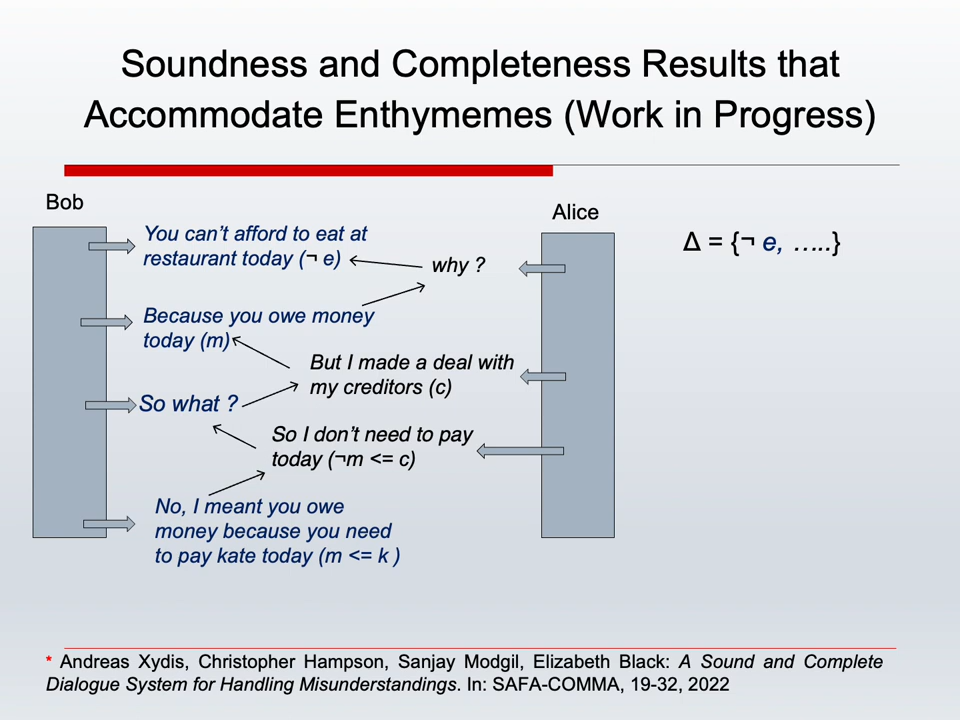 Soundness and Completeness Results that
Accommodate Enthymemes (Work in Progress)
Bob
Alice
You can’t afford to eat at
restaurant today (¬ e)
why ?
Δ = {¬ e, …..}
Because you owe money
today (m)
But I made a deal with
my creditors (c)
So what ?
So I don’t need to pay
today (¬m <= c)
No, I meant you owe
money because you need
to pay kate today (m <= k )
* Andreas Xydis, Christopher Hampson, Sanjay Modgil, Elizabeth Black: A Sound and Complete
Dialogue System for Handling Misunderstandings. In: SAFA-COMMA, 19-32, 2022